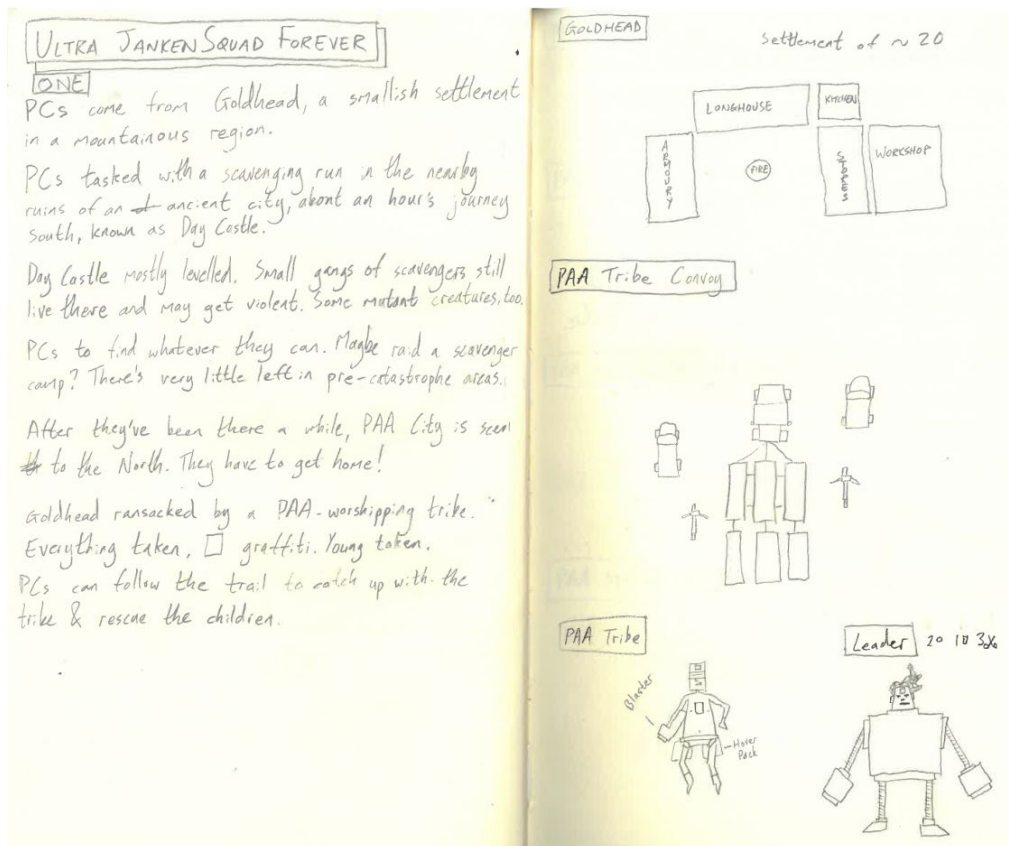 ULTRA JANKEN SQUAD FOREVER
ONE
PCs come from Goldhead, a smallish settlement
in a mountainous region.
PCs tasked with a scavenging run in the nearby
ruins of an ancient city, about an hour's journey
South, known as Day Castle.
Day Castle mostly levelled. Small gangs of scavengers still
live there and may get violent. Some mutant creatures, too.
PCs to find whatever they can. Maybe raid a scavenger
camp? There's very little left in pre-catastrophe areas.
After they've been there a while, PAA City is seen
to the North. They have to get home!
Goldhead ransacked by a PAA-worshipping tribe.
Everything taken, graffiti. Young taken.
PCs can follow the trail to catch up with the
tribe & rescue the children.
GOLDHEAD
Settlement of ~ 20
LONGHOUSE
KITCHEN
ARMOURY
FIRE
STORES
WORKSHOP
PAA Tribe Convoy
PAA Tribe
Blaster
Hover
Pack
Leader 20 10